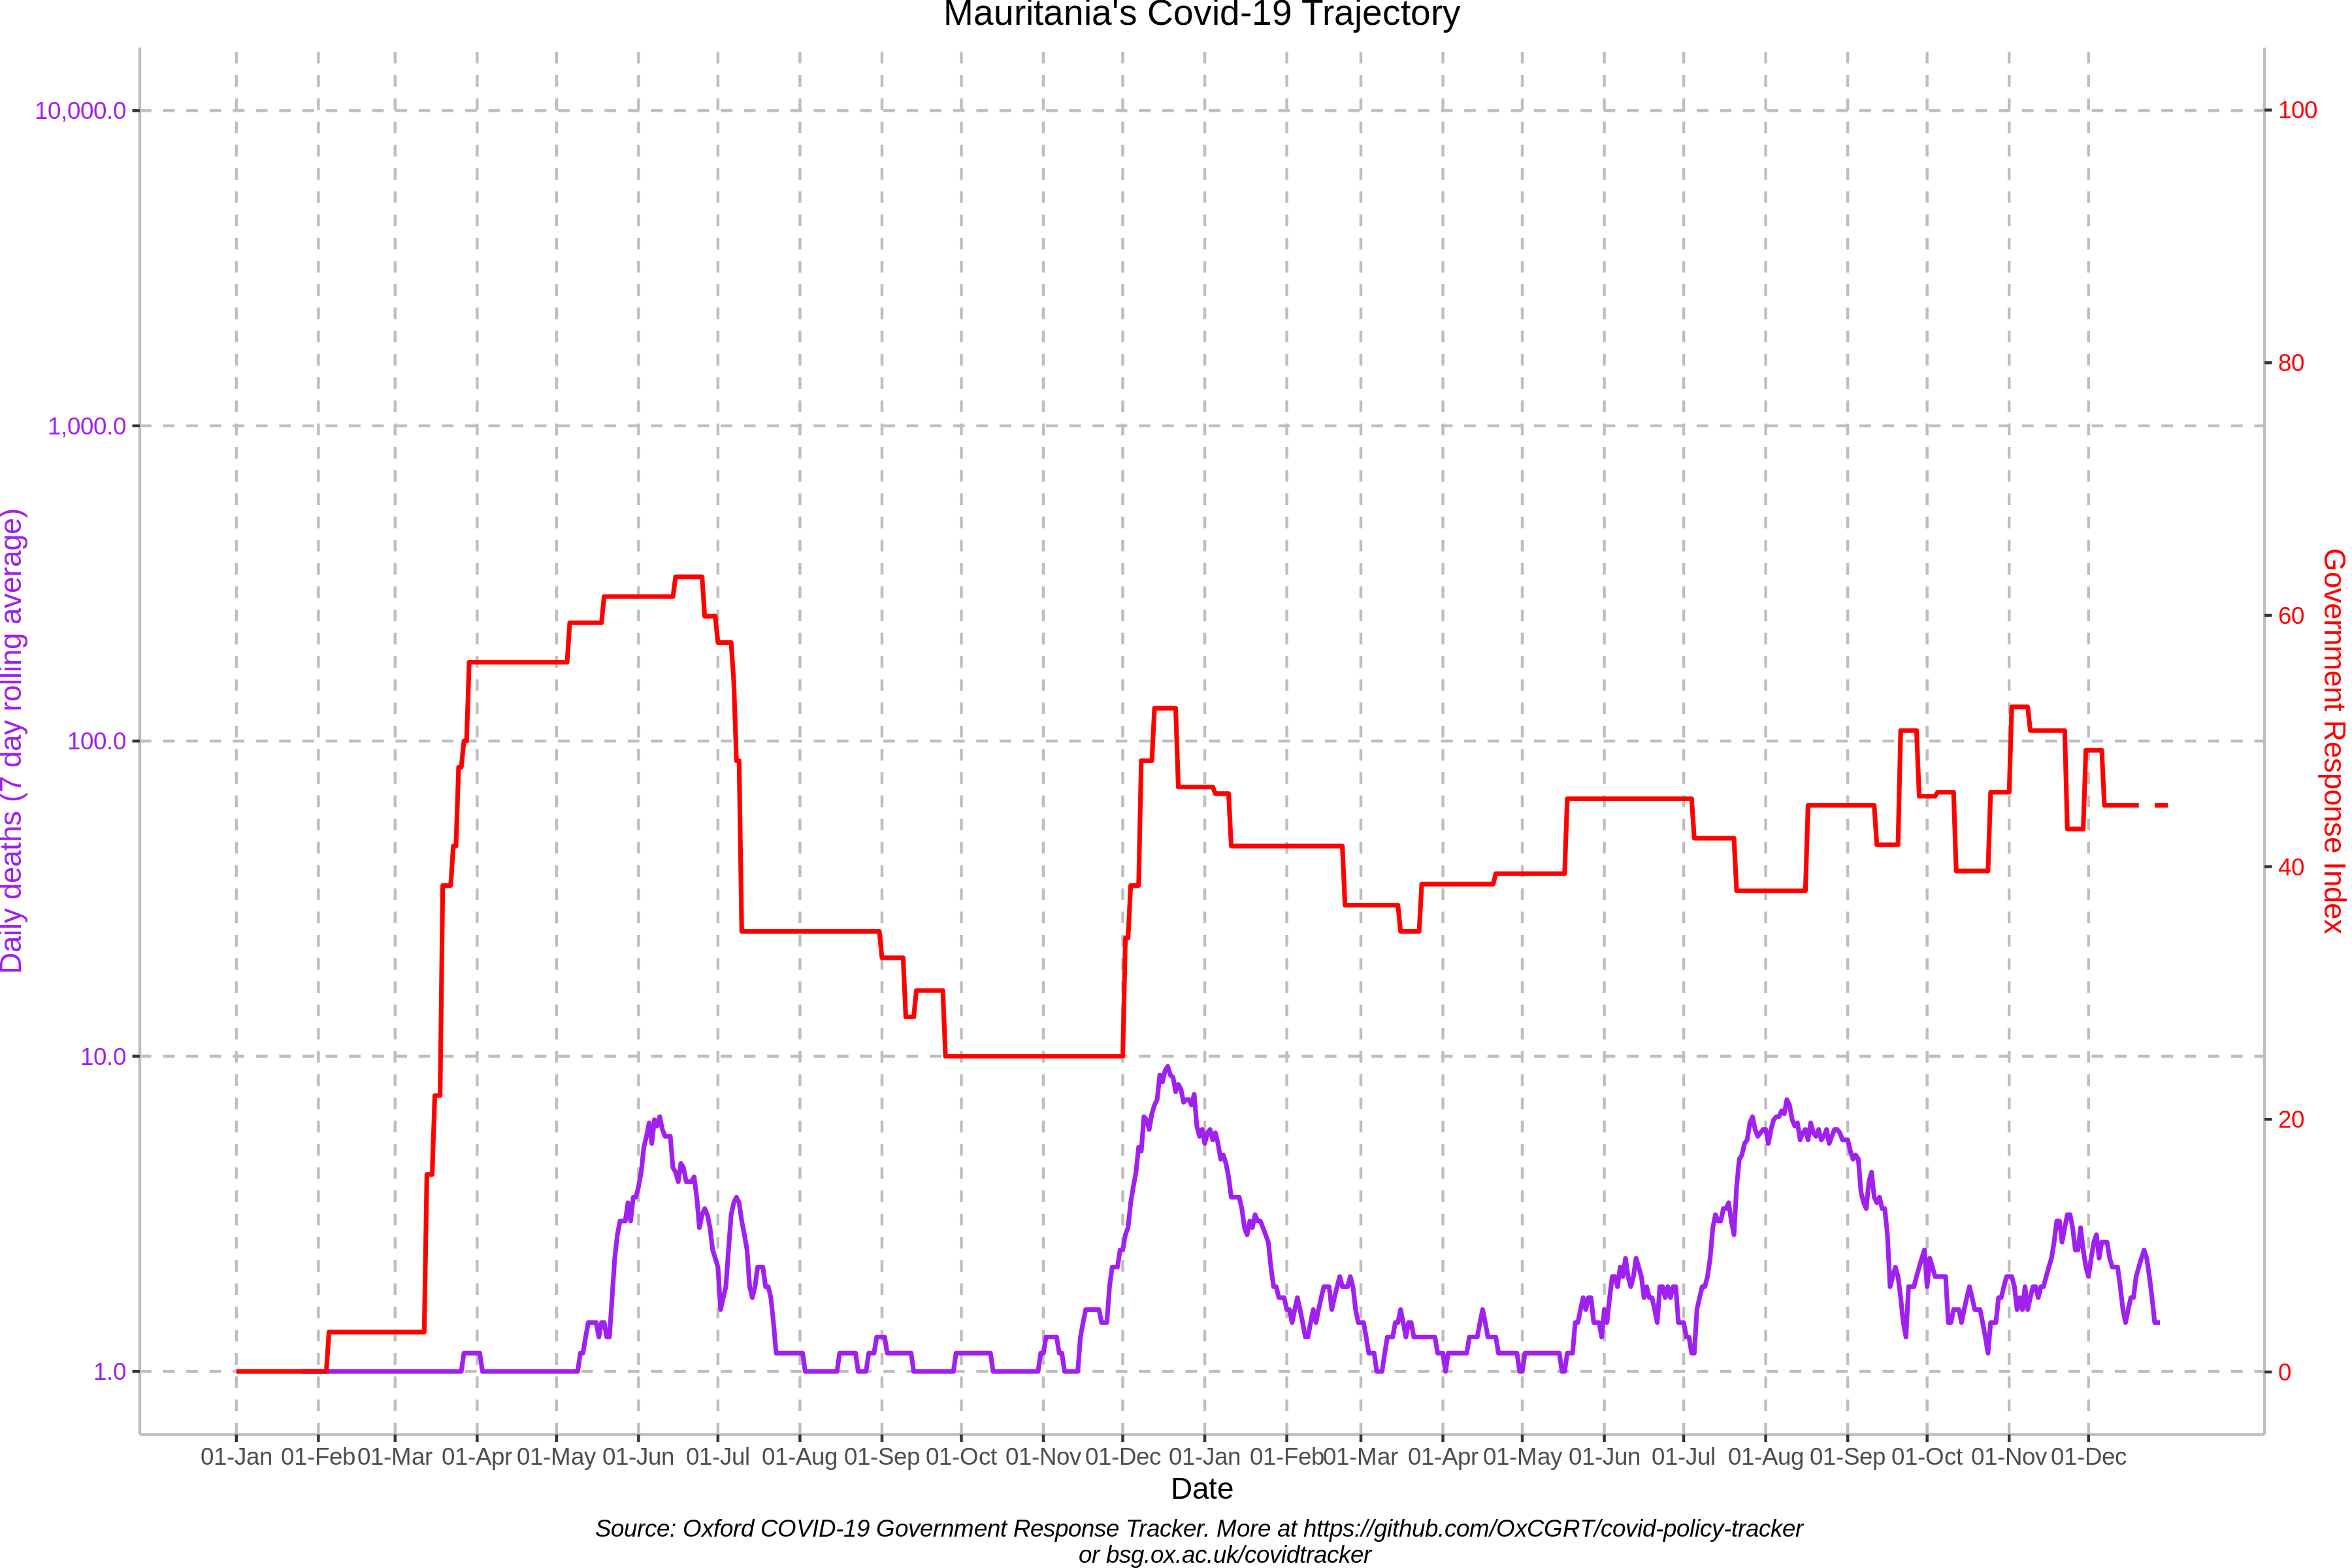 Mauritania's Covid-19 Trajectory
Daily deaths (7 day rolling average)
10,000.0
1,000.0
100.0
10.0
1.0
100
80
60
40
20
0
Government Response Index
01-Jan 01-Feb 01-Mar 01-Apr 01-May 01-Jun 01-Jul 01-Aug 01-Sep 01-Oct 01-Nov 01-Dec 01-Jan 01-Feb 01-Mar 01-Apr 01-May 01-Jun 01-Jul 01-Aug 01-Sep 01-Oct 01-Nov 01-Dec
Date
Source: Oxford COVID-19 Government Response Tracker. More at https://github.com/OxCGRT/covid-policy-tracker
or bsg.ox.ac.uk/covidtracker